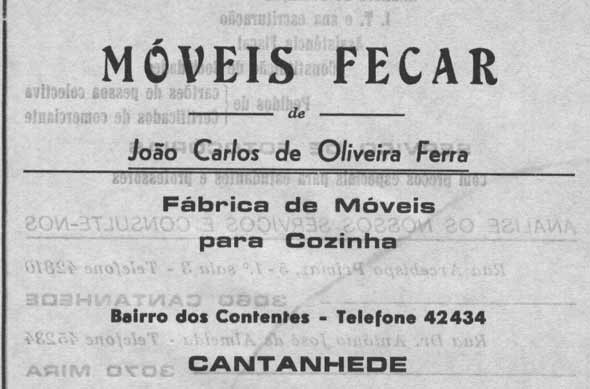 MÓVEIS FECAR
de
João Carlos de Oliveira Ferra
Fábrica de Móveis
para Cozinha
Bairro dos Contentes - Telefone 42434
CANTANHEDE